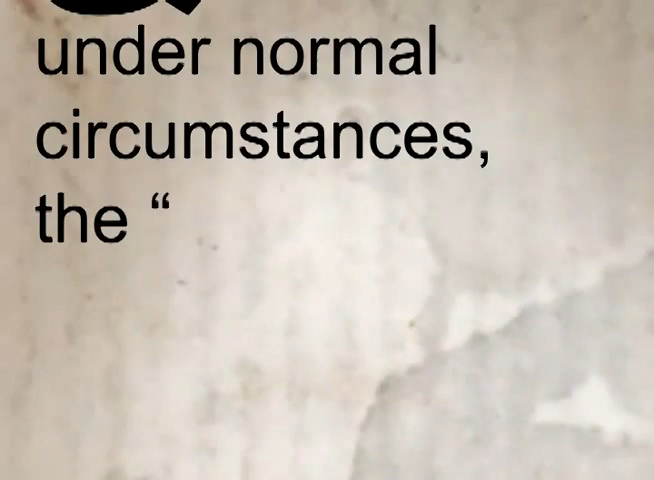 under normal
circumstances,
the “